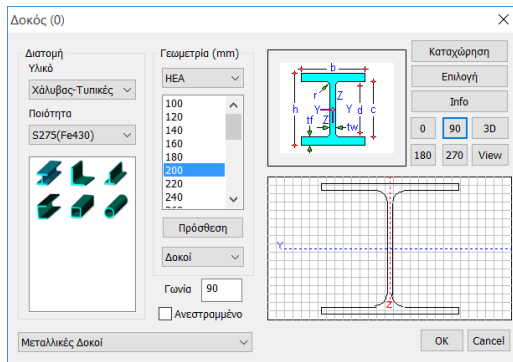 Δοκός (0)
Διατομή
Υλικό
Χάλυβας-Τυπικές
Ποιότητα
S275(Fe430)
Γεωμετρία (mm)
HEA
100
120
140
160
180
200
220
240
Πρόσθεση
Δοκοί
Γωνία 90
Ανεστραμμένο
Μεταλλικές Δοκοί
b
r Z
h Y Y d c
Z
tf tw
Καταχώρηση
Επιλογή
Info
0 90 3D
180 270 View
Y
Z
OK Cancel